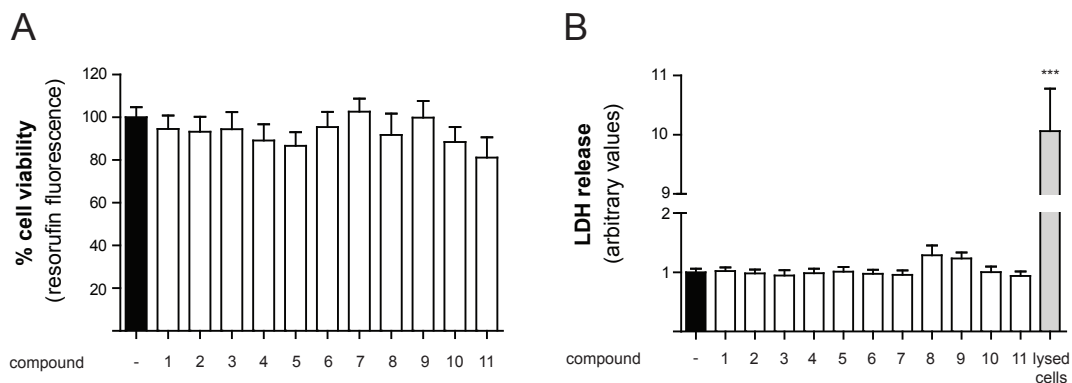 A
% cell viability
(resorufin fluorescence)
120
100
80
60
40
20
compound - 1 2 3 4 5 6 7 8 9 10 11
B
LDH release
(arbitrary values)
11
10
9
2
1
***
compound - 1 2 3 4 5 6 7 8 9 10 11 lysed
cells